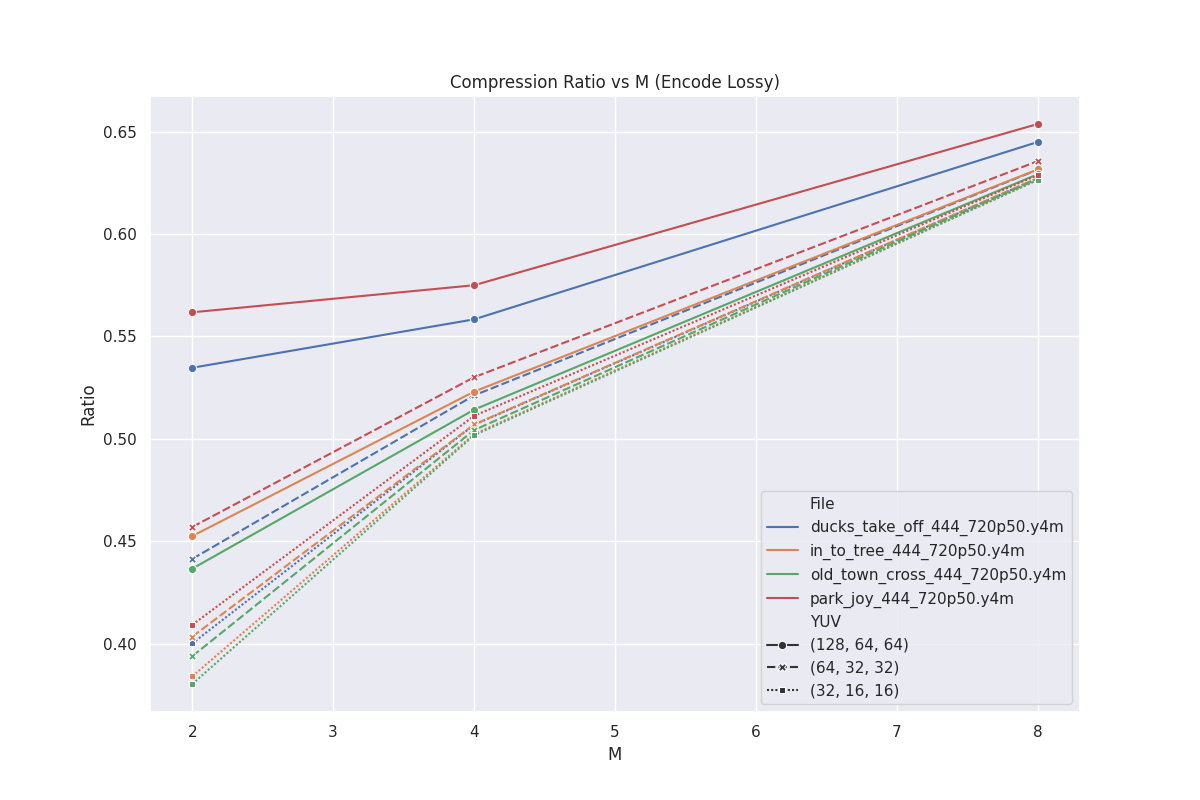 Compression Ratio vs M (Encode Lossy)
0.65
0.60
0.55
0.50
0.45
0.40
Ratio
File
ducks_take_off_444_720p50.y4m
in_to_tree_444_720p50.y4m
old_town_cross_444_720p50.y4m
park_joy_444_720p50.y4m
YUV
(128, 64, 64)
(64, 32, 32)
(32, 16, 16)
2 3 4 5 6 7 8
M